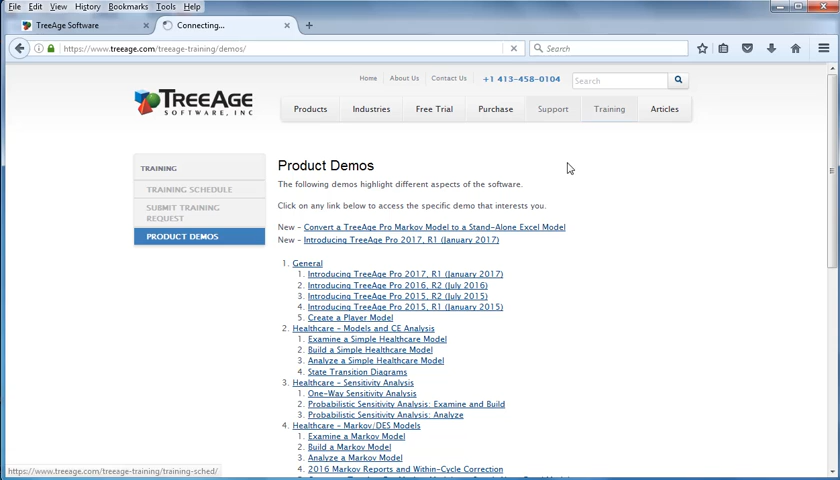 File Edit View History Bookmarks Tools Help
TreeAge Software × Connecting... × +
https://www.treeage.com/treeage-training/demos/ Search
Home About Us Contact Us +1 413-458-0104 Search
TREEAGE
SOFTWARE, INC
Products Industries Free Trial Purchase Support Training Articles
TRAINING
TRAINING SCHEDULE
SUBMIT TRAINING
REQUEST
PRODUCT DEMOS
Product Demos
The following demos highlight different aspects of the software.
Click on any link below to access the specific demo that interests you.
New - Convert a TreeAge Pro Markov Model to a Stand-Alone Excel Model
New - Introducing TreeAge Pro 2017, R1 (January 2017)
1. General
1. Introducing TreeAge Pro 2017, R1 (January 2017)
2. Introducing TreeAge Pro 2016, R2 (July 2016)
3. Introducing TreeAge Pro 2015, R2 (July 2015)
4. Introducing TreeAge Pro 2015, R1 (January 2015)
5. Create a Player Model
2. Healthcare - Models and CE Analysis
1. Examine a Simple Healthcare Model
2. Build a Simple Healthcare Model
3. Analyze a Simple Healthcare Model
4. State Transition Diagrams
3. Healthcare - Sensitivity Analysis
1. One-Way Sensitivity Analysis
2. Probabilistic Sensitivity Analysis: Examine and Build
3. Probabilistic Sensitivity Analysis: Analyze
4. Healthcare - Markov/DES Models
1. Examine a Markov Model
2. Build a Markov Model
3. Analyze a Markov Model
4. 2016 Markov Reports and Within-Cycle Correction
https://www.treeage.com/treeage-training/training-sched/